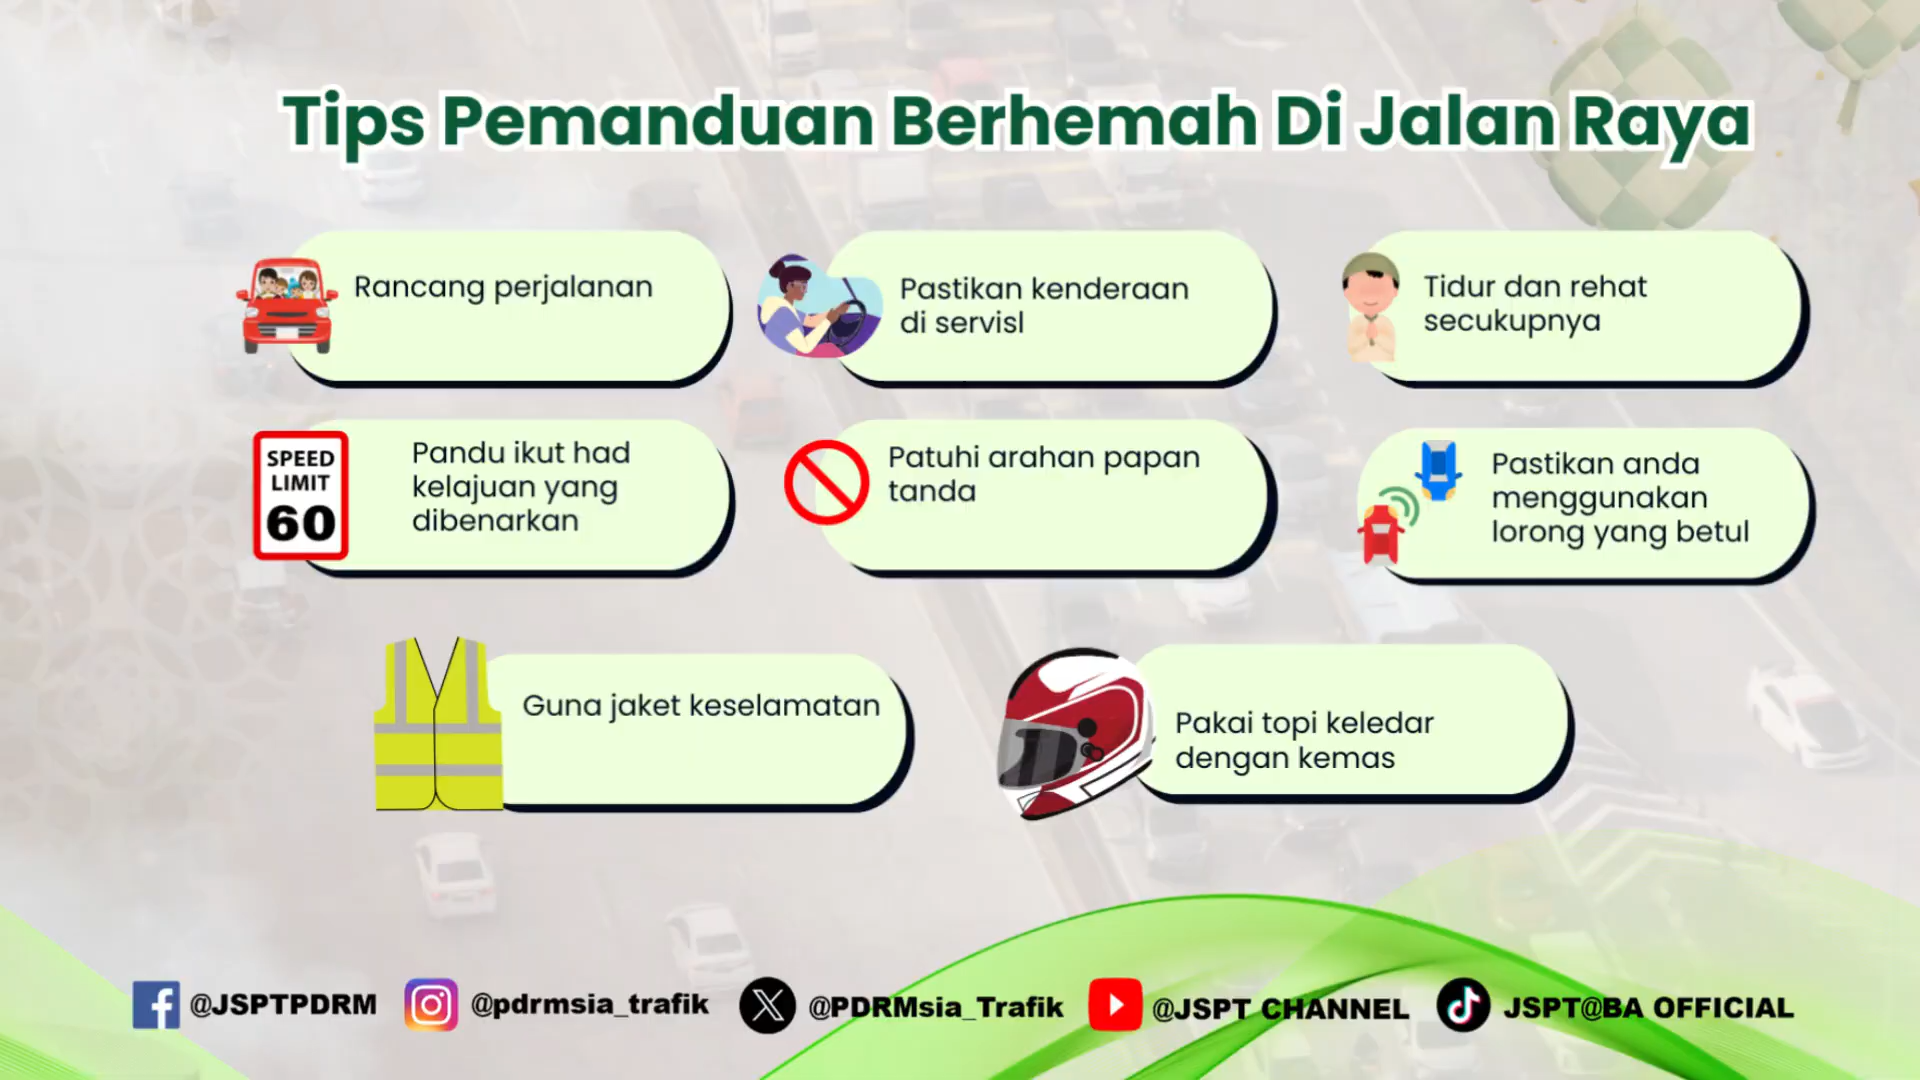 Tips Pemanduan Berhemah Di Jalan Raya
Rancang perjalanan
Pastikan kenderaan
di servisl
Tidur dan rehat
secukupnya
SPEED
LIMIT
60
Pandu ikut had
kelajuan yang
dibenarkan
Patuhi arahan papan
tanda
Pastikan anda
menggunakan
lorong yang betul
Guna jaket keselamatan
Pakai topi keledar
dengan kemas
@JSPTPDRM
@pdrmsia_trafik
@PDRMsia_Trafik
@JSPT CHANNEL
JSPT@BA OFFICIAL